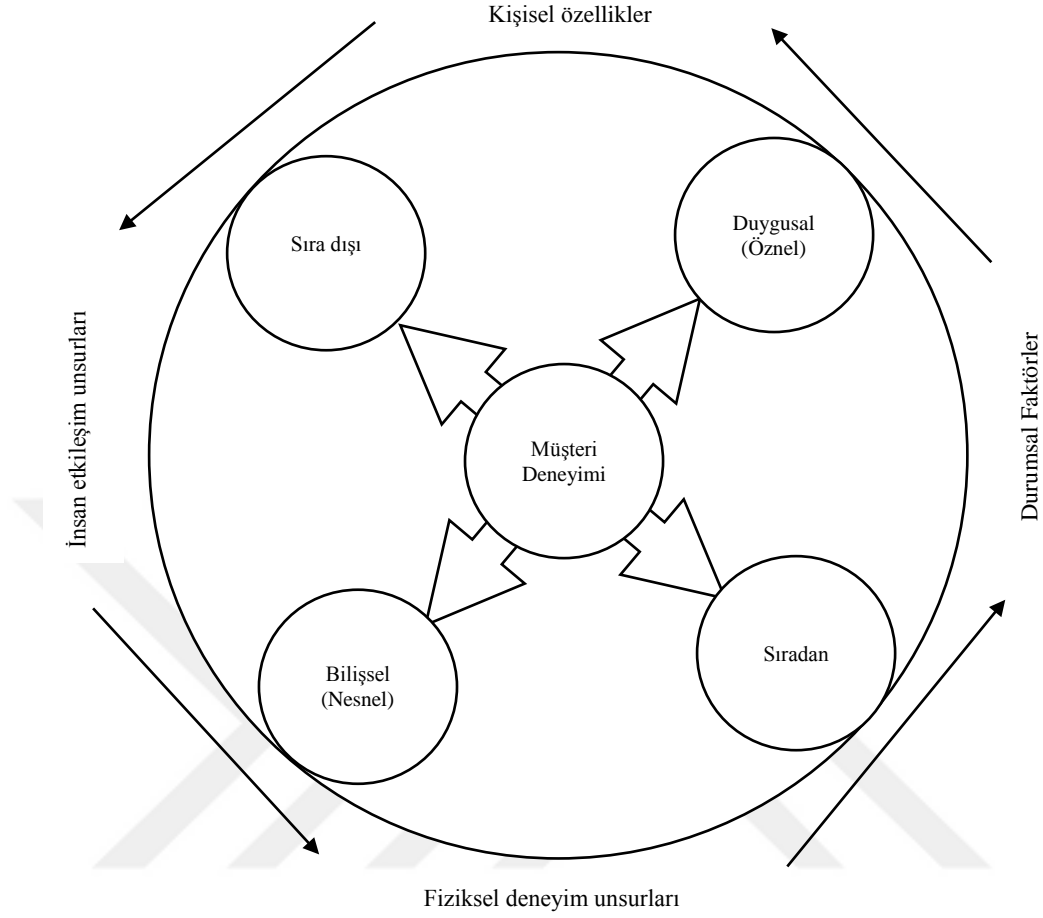 Kişisel özellikler
Sıra dışı
Duygusal
(Öznel)
İnsan etkileşim unsurları
Müşteri
Deneyimi
Durumsal Faktörler
Bilişsel
(Nesnel)
Sıradan
Fiziksel deneyim unsurları